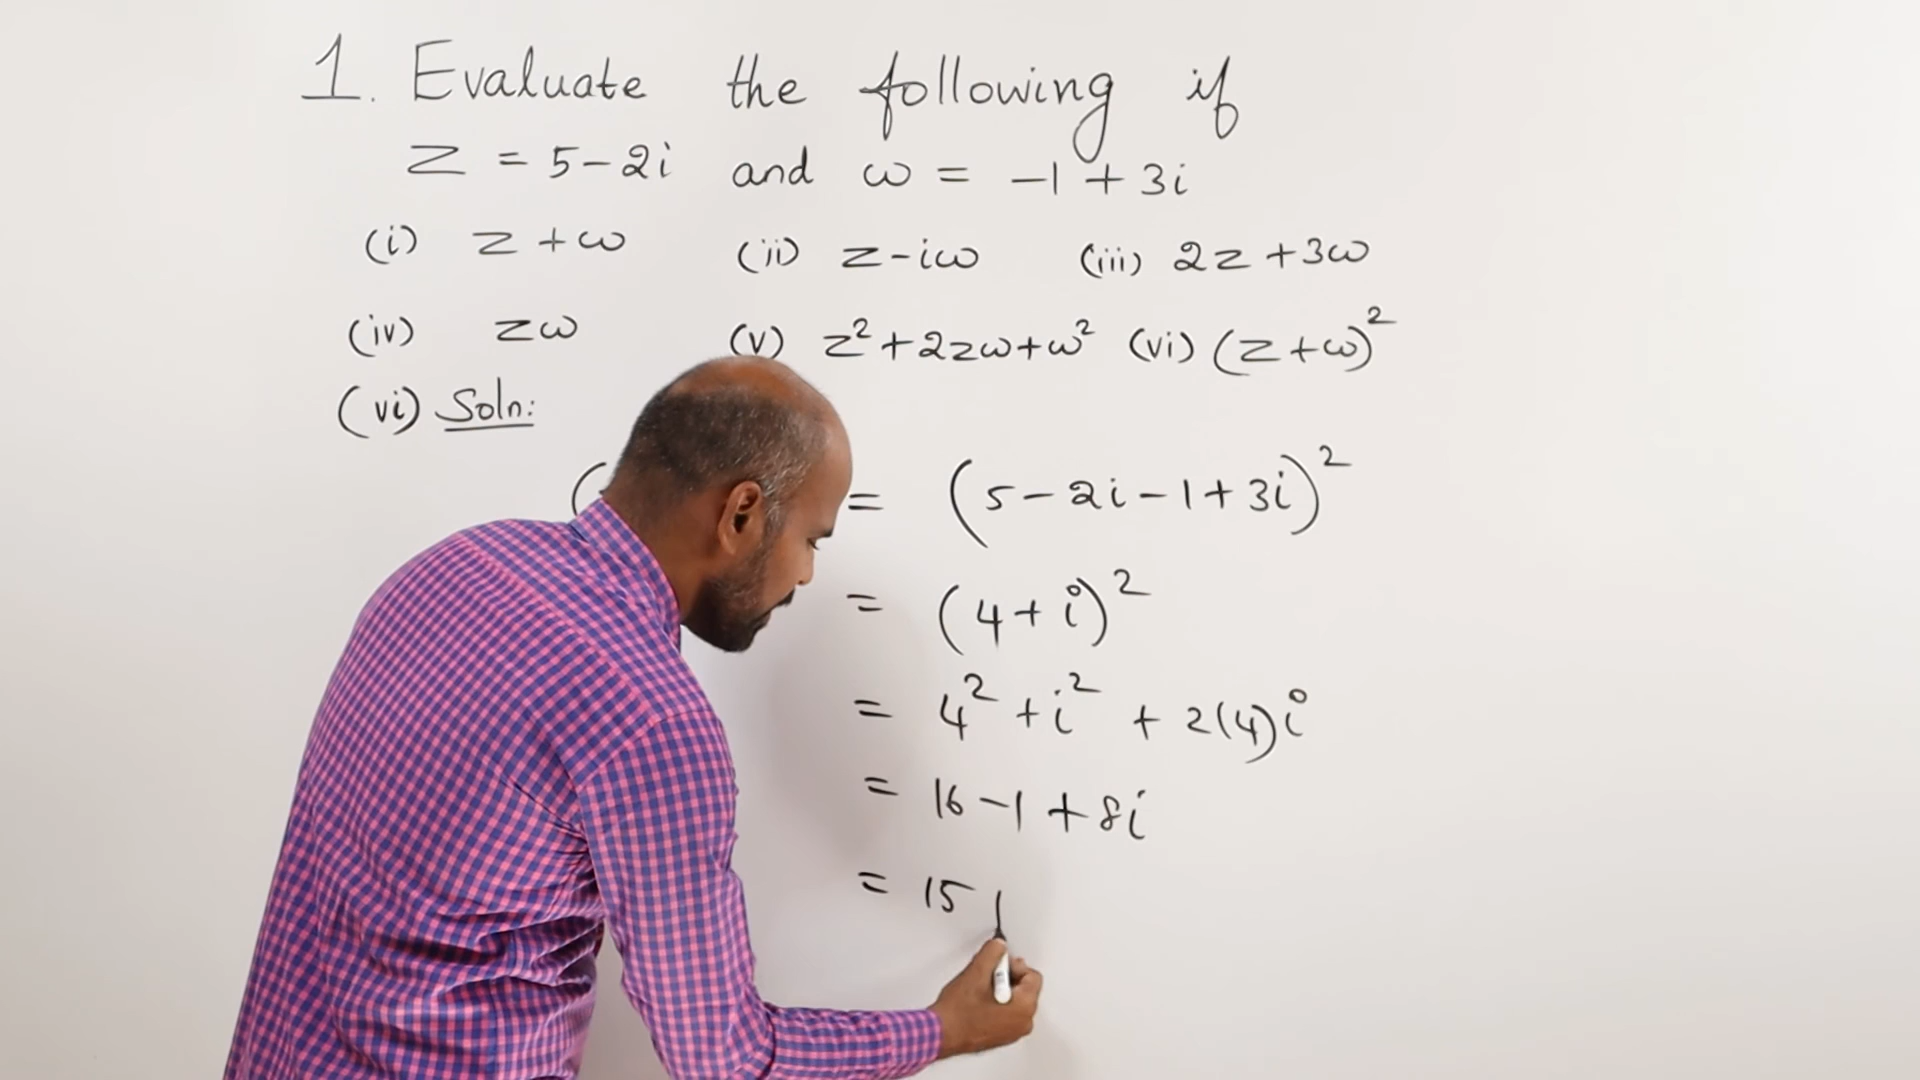 1. Evaluate the following if
z = 5-2i and ω = -1+3i
(i) z+ω (ii) z-iω (iii) 2z+3ω
(iv) zω (v) z²+2zω+ω² (vi) (z+ω)²
(vi) Soln:
( = (5-2i-1+3i)²
= (4+i)²
= 4²+i²+2(4)i
= 16-1+8i
= 15